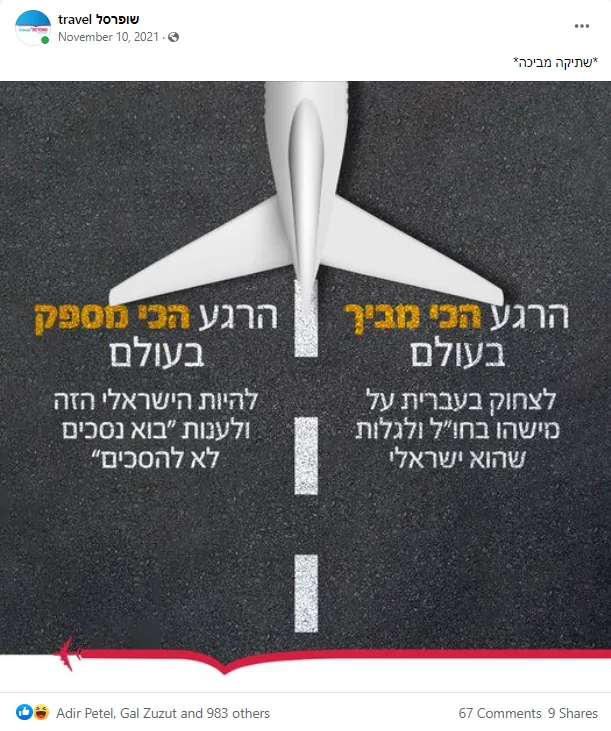 שופרסל travel
November 10, 2021
*שתיקה מביכה*
הרגע הכי מביך
בעולם
לצחוק בעברית על
מישהו בחו״ל ולגלות
שהוא ישראלי
הרגע הכי מספק
בעולם
להיות הישראלי הזה
ולענות ״בוא נסכים
לא להסכים״
Adir Petel, Gal Zuzut and 983 others
67 Comments 9 Shares